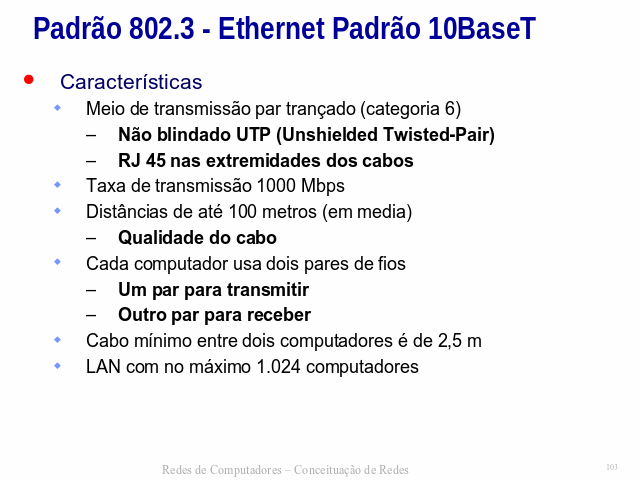 Padrão 802.3 - Ethernet Padrão 10BaseT
Características
Meio de transmissão par trançado (categoria 6)
– Não blindado UTP (Unshielded Twisted-Pair)
– RJ 45 nas extremidades dos cabos
Taxa de transmissão 1000 Mbps
Distâncias de até 100 metros (em media)
– Qualidade do cabo
Cada computador usa dois pares de fios
– Um par para transmitir
– Outro par para receber
Cabo mínimo entre dois computadores é de 2,5 m
LAN com no máximo 1.024 computadores
Redes de Computadores – Conceituação de Redes
103